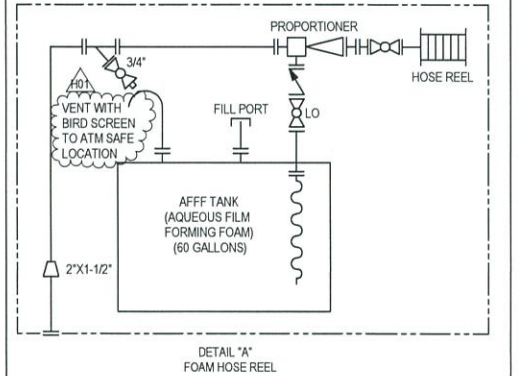 PROPORTIONER
3/4"
HOSE REEL
H01
VENT WITH
BIRD SCREEN
TO ATM SAFE
LOCATION
FILL PORT
LO
AFFF TANK
(AQUEOUS FILM
FORMING FOAM)
(60 GALLONS)
2"X1-1/2"
DETAIL "A"
FOAM HOSE REEL